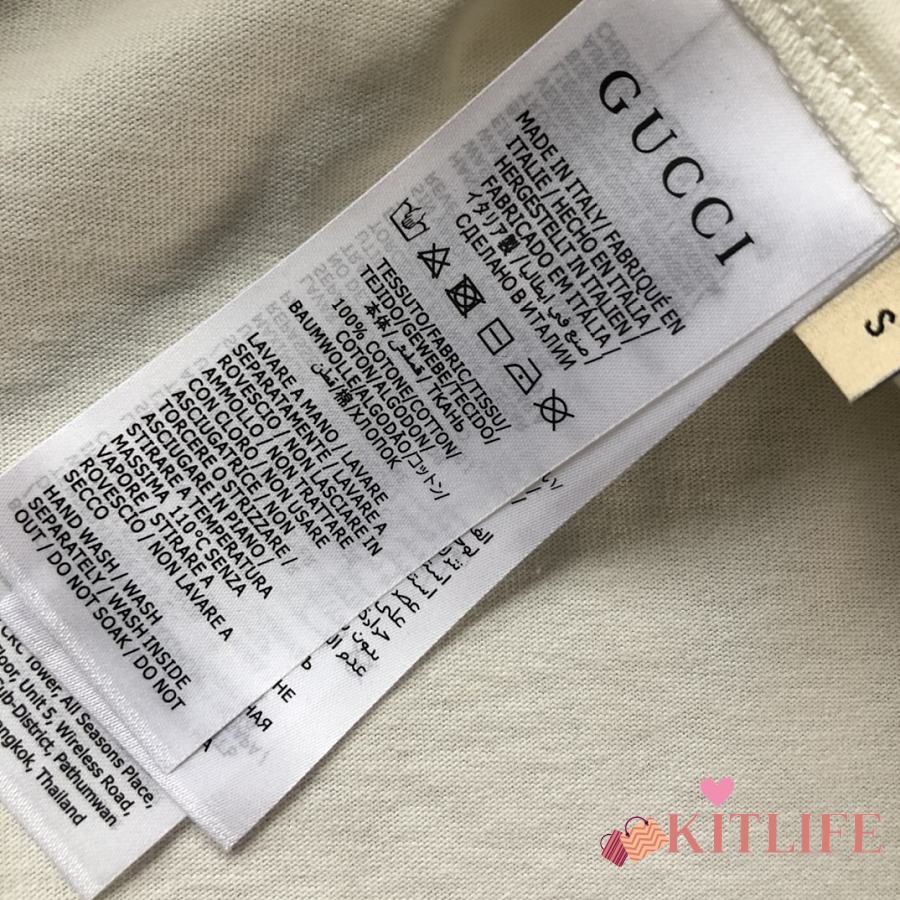 GUCCI
MADE IN ITALY/FABRIQUÉ EN
ITALIE / HECHO EN ITALIA/
HERGESTELLT IN ITALIEN
FABRICADO EM ITÁLIA /
イタリア製 / صنع في إيطاليا /
СДЕЛАНО В ИТАЛИИ
TESSUTO/FABRIC/TISSU/
TEJIDO/GEWEBE/TECIDO/
本体/قماش/ТКАНЬ
100% COTONE/COTTON/
COTON/ALGODON/
BAUMWOLLE/ALGODÃO/コットン/
قطن/棉/ХЛОПОК
LAVARE A MANO / LAVARE
SEPARATAMENTE / LAVARE A
ROVESCIO / NON LASCIARE IN
AMMOLLO / NON TRATTARE
CON CLORO / NON USARE
ASCIUGATRICE / NON
TORCERE O STRIZZARE /
ASCIUGARE IN PIANO /
STIRARE A TEMPERATURA
MASSIMA 110°C SENZA
VAPORE / STIRARE A
ROVESCIO / NON LAVARE A
SECCO
HAND WASH / WASH
SEPARATELY / WASH INSIDE
OUT / DO NOT SOAK / DO NOT
S
НЕ
НАЯ
CRC Tower, All Seasons Place,
Floor, Unit 5, Wireless Road,
Sub-District, Pathumwan
Bangkok, Thailand
KITLIFE